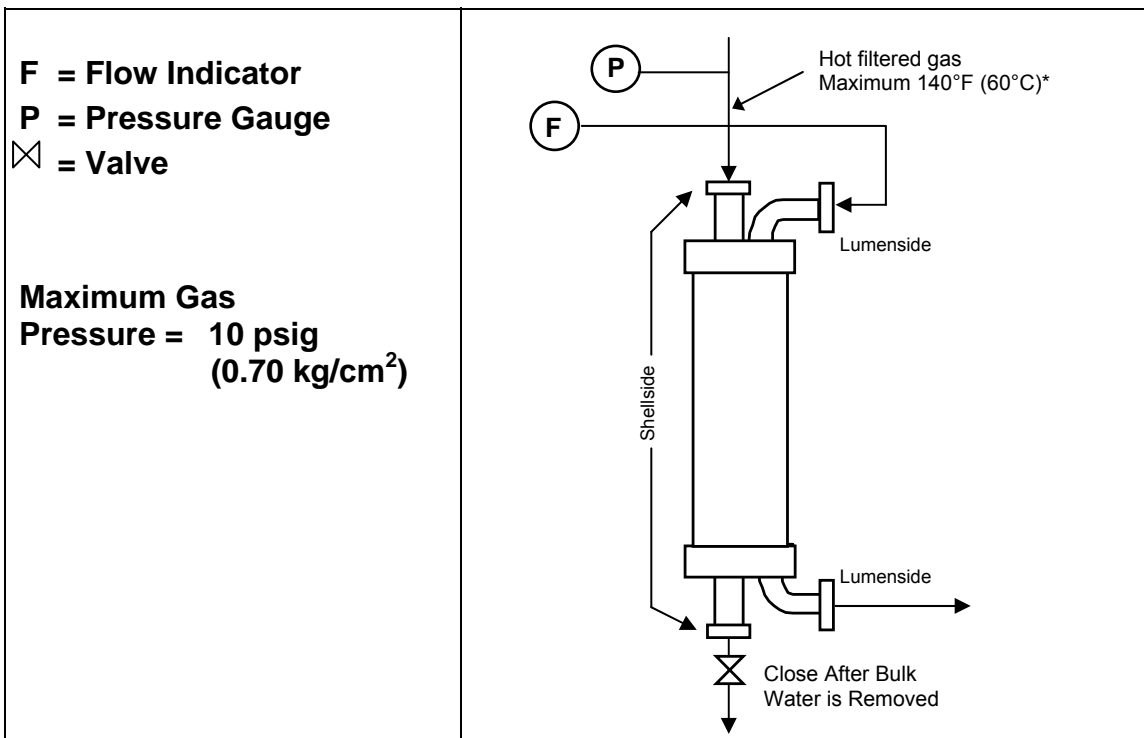 F = Flow Indicator
P = Pressure Gauge
= Valve
Maximum Gas
Pressure = 10 psig
(0.70 kg/cm²)
P
Hot filtered gas
Maximum 140°F (60°C)*
F
Lumenside
Shellside
Lumenside
Close After Bulk
Water is Removed